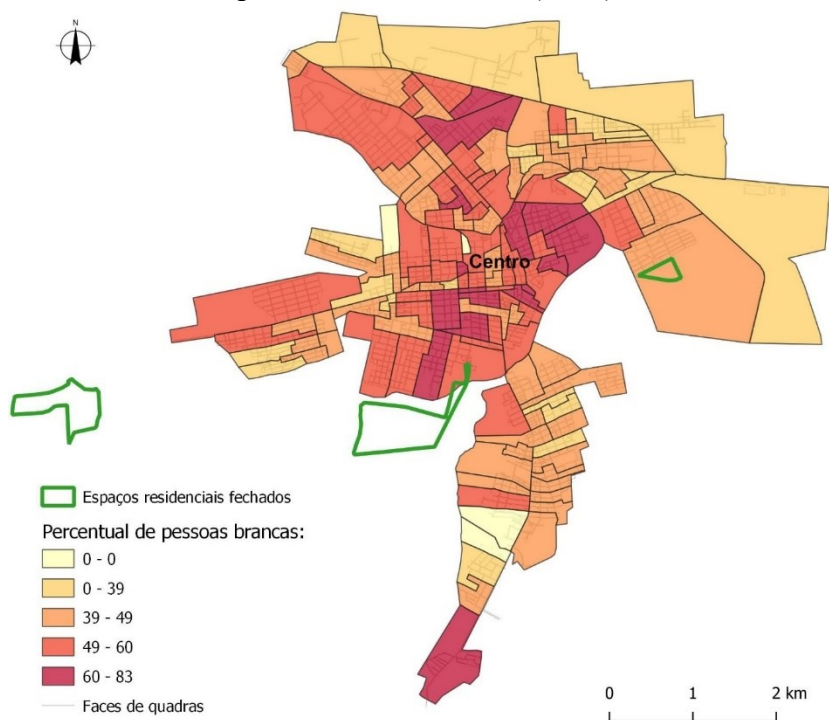 N
Centro
Espaços residenciais fechados
Percentual de pessoas brancas:
0 - 0
0 - 39
39 - 49
49 - 60
60 - 83
Faces de quadras
0 1 2 km